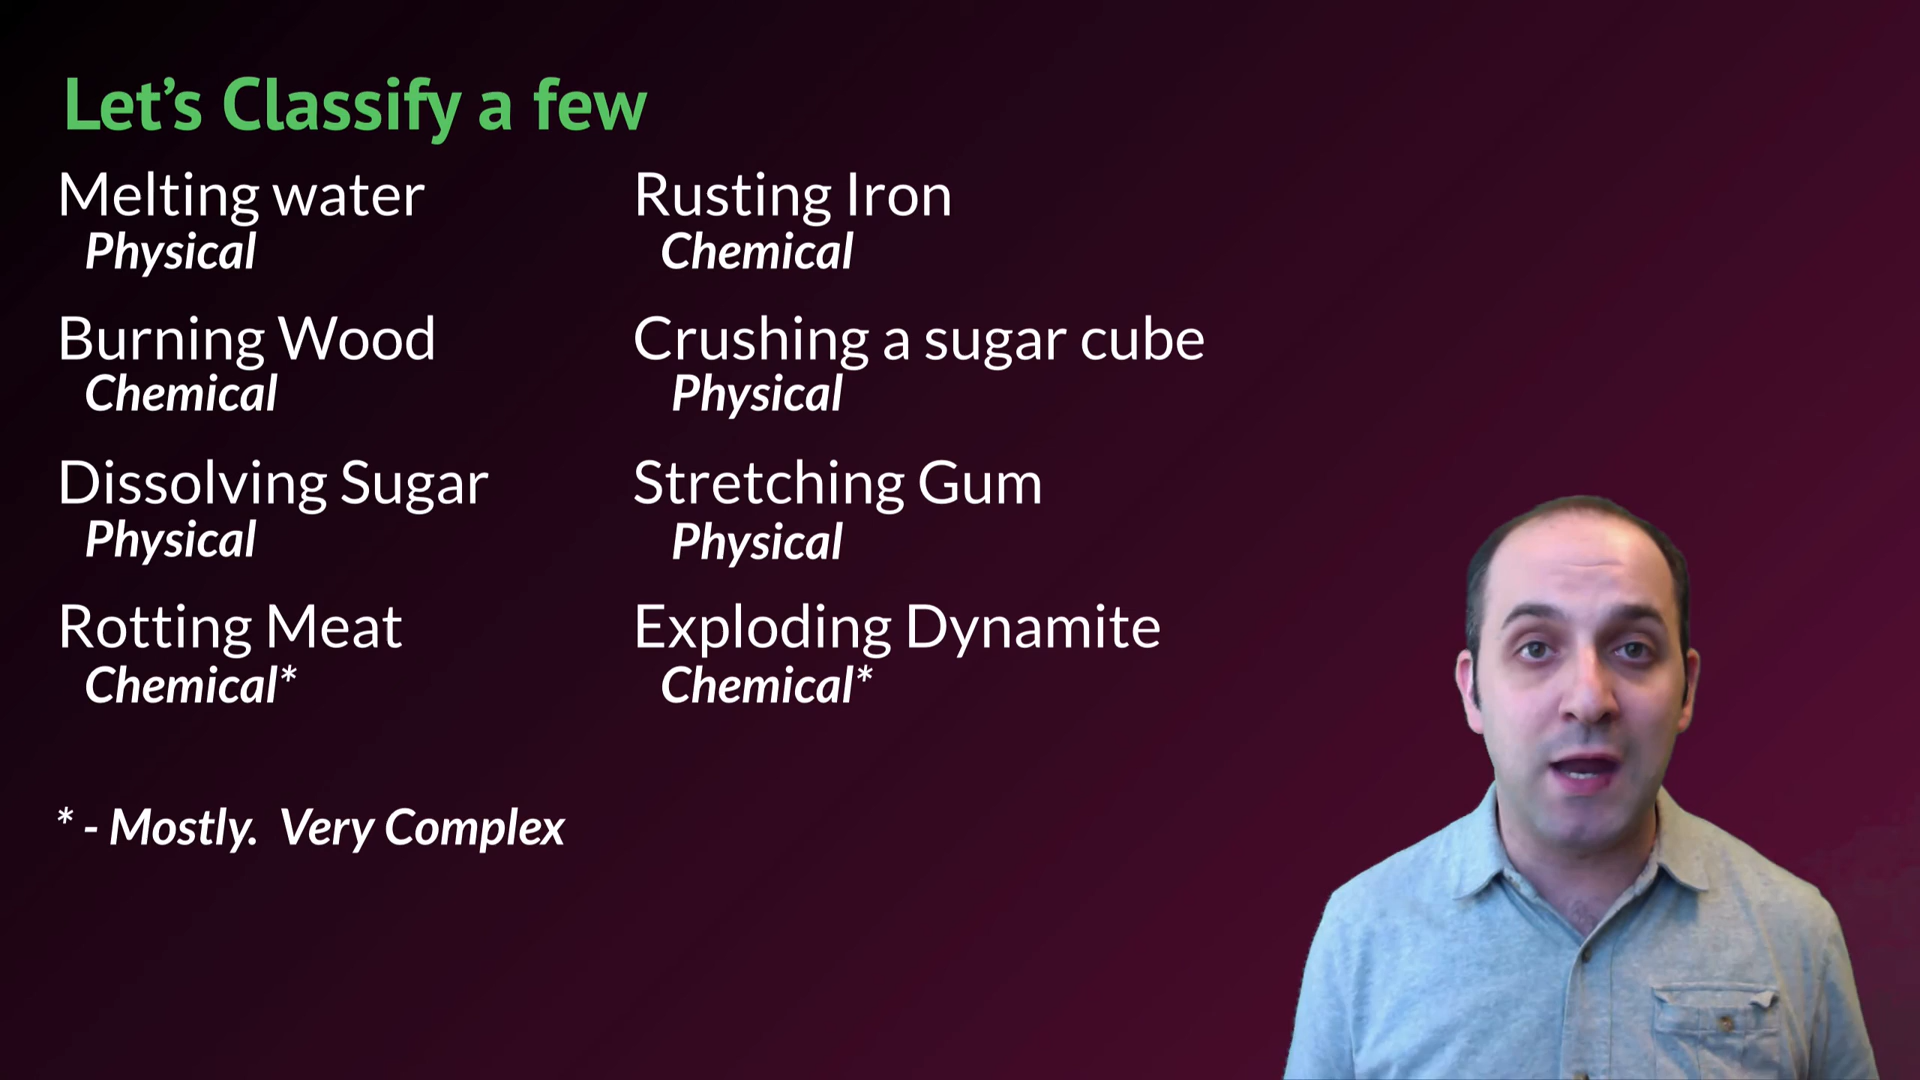 Let's Classify a few
Melting water
Physical
Burning Wood
Chemical
Dissolving Sugar
Physical
Rotting Meat
Chemical*
Rusting Iron
Chemical
Crushing a sugar cube
Physical
Stretching Gum
Physical
Exploding Dynamite
Chemical*
* - Mostly.  Very Complex